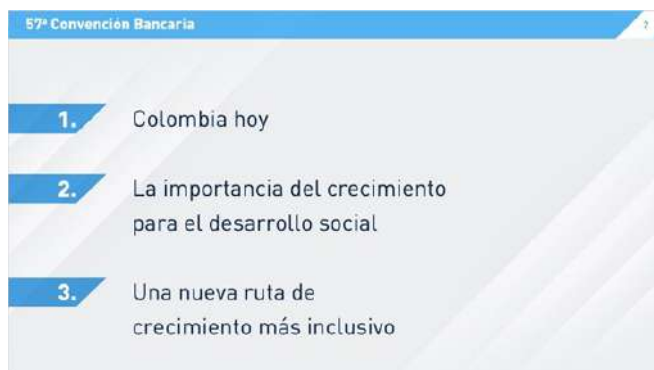 57ª Convención Bancaria
2
1. Colombia hoy
2. La importancia del crecimiento
para el desarrollo social
3. Una nueva ruta de
crecimiento más inclusivo